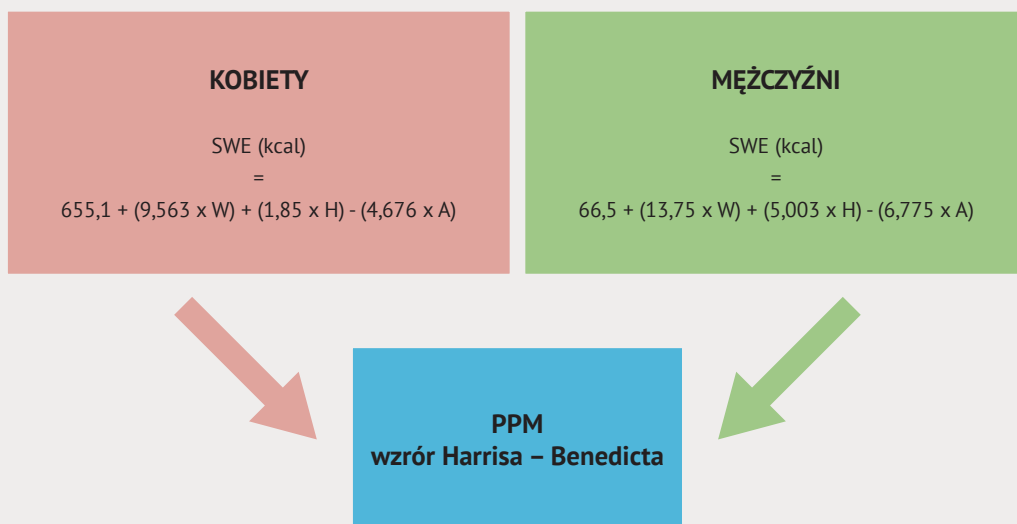 KOBIETY
SWE (kcal)
=
655,1 + (9,563 x W) + (1,85 x H) - (4,676 x A)
MĘŻCZYŹNI
SWE (kcal)
=
66,5 + (13,75 x W) + (5,003 x H) - (6,775 x A)
PPM
wzrór Harrisa – Benedicta